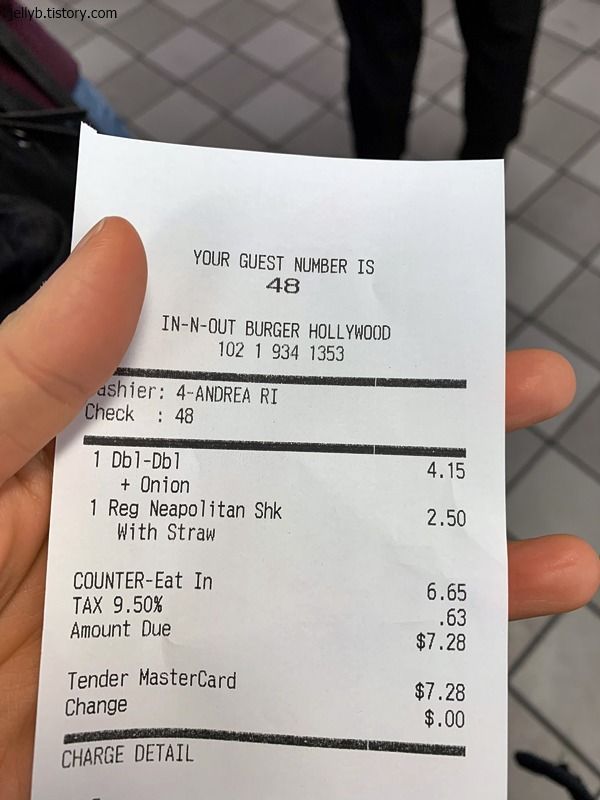 jellyb.tistory.com
YOUR GUEST NUMBER IS
48
IN-N-OUT BURGER HOLLYWOOD
102 1 934 1353
ashier: 4-ANDREA RI
Check : 48
1 Dbl-Dbl 4.15
+ Onion
1 Reg Neapolitan Shk 2.50
With Straw
COUNTER-Eat In 6.65
TAX 9.50% .63
Amount Due $7.28
Tender MasterCard $7.28
Change $.00
CHARGE DETAIL